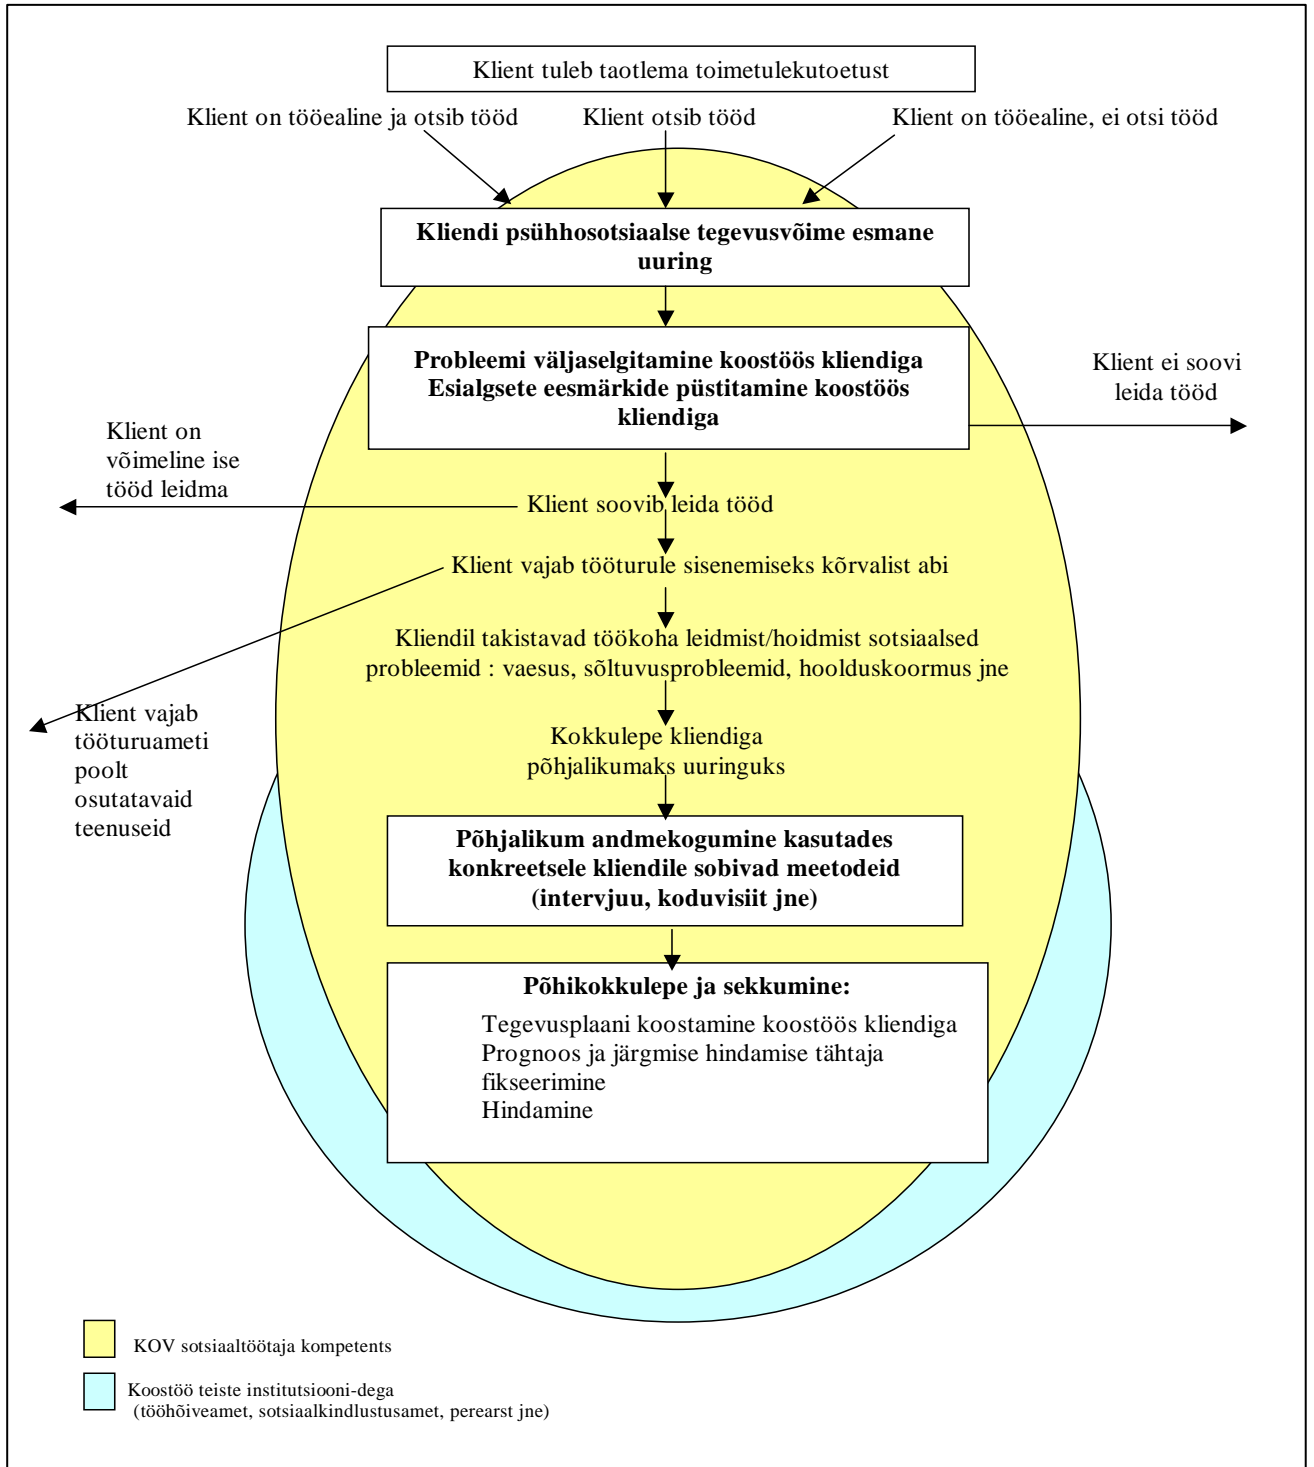 Klient tuleb taotlema toimetulekutoetust
Klient on tööealine ja otsib tööd
Klient otsib tööd
Klient on tööealine, ei otsi tööd
Kliendi psühhosotsiaalse tegevusvõime esmane
uuring
Probleemi väljaselgitamine koostöös kliendiga
Esialgsete eesmärkide püstitamine koostöös
kliendiga
Klient ei soovi
leida tööd
Klient on
võimeline ise
tööd leidma
Klient soovib leida tööd
Klient vajab tööturule sisenemiseks kõrvalist abi
Kliendil takistavad töökoha leidmist/hoidmist sotsiaalsed
probleemid : vaesus, sõltuvusprobleemid, hoolduskoormus jne
Klient vajab
tööturuameti
poolt
osutatavaid
teenuseid
Kokkulepe kliendiga
põhjalikumaks uuringuks
Põhjalikum andmekogumine kasutades
konkreetsele kliendile sobivad meetodeid
(intervjuu, koduvisiit jne)
Põhikokkulepe ja sekkumine:
Tegevusplaani koostamine koostöös kliendiga
Prognoos ja järgmise hindamise tähtaja
fikseerimine
Hindamine
KOV sotsiaaltöötaja kompetents
Koostöö teiste institutsiooni-dega
(tööhõiveamet, sotsiaalkindlustusamet, perearst jne)